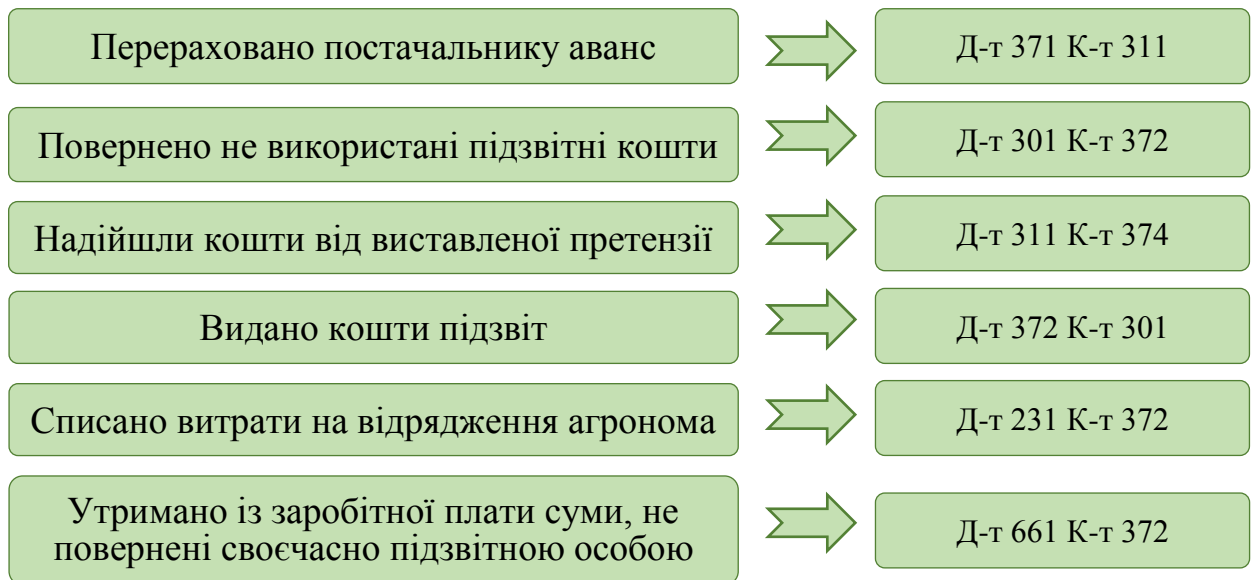 Перераховано постачальнику аванс
Д-т 371 К-т 311
Повернено не використані підзвітні кошти
Д-т 301 К-т 372
Надійшли кошти від виставленої претензії
Д-т 311 К-т 374
Видано кошти підзвіт
Д-т 372 К-т 301
Списано витрати на відрядження агронома
Д-т 231 К-т 372
Утримано із заробітної плати суми, не
повернені своєчасно підзвітною особою
Д-т 661 К-т 372